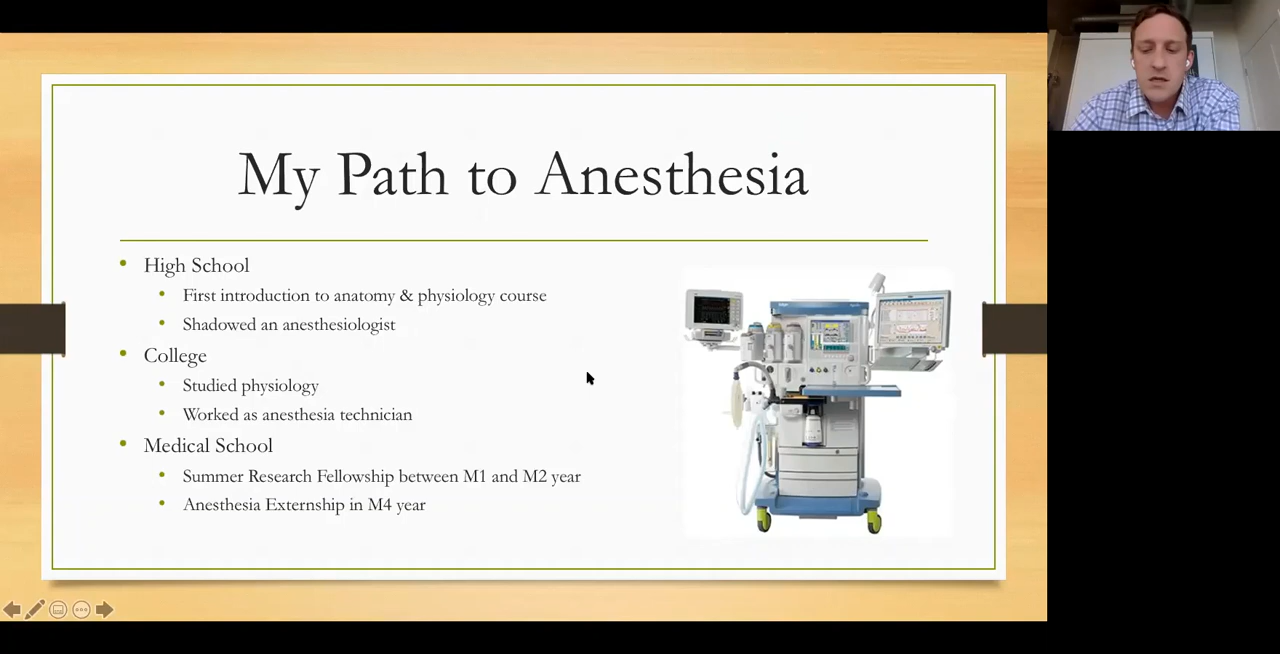 My Path to Anesthesia
High School
First introduction to anatomy & physiology course
Shadowed an anesthesiologist
College
Studied physiology
Worked as anesthesia technician
Medical School
Summer Research Fellowship between M1 and M2 year
Anesthesia Externship in M4 year